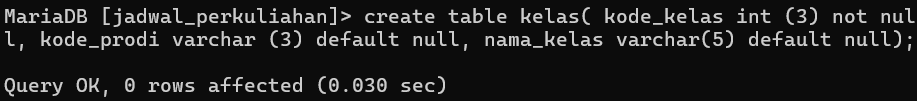 MariaDB [jadwal_perkuliahan]> create table kelas( kode_kelas int (3) not nul
l, kode_prodi varchar (3) default null, nama_kelas varchar(5) default null);
Query OK, 0 rows affected (0.030 sec)